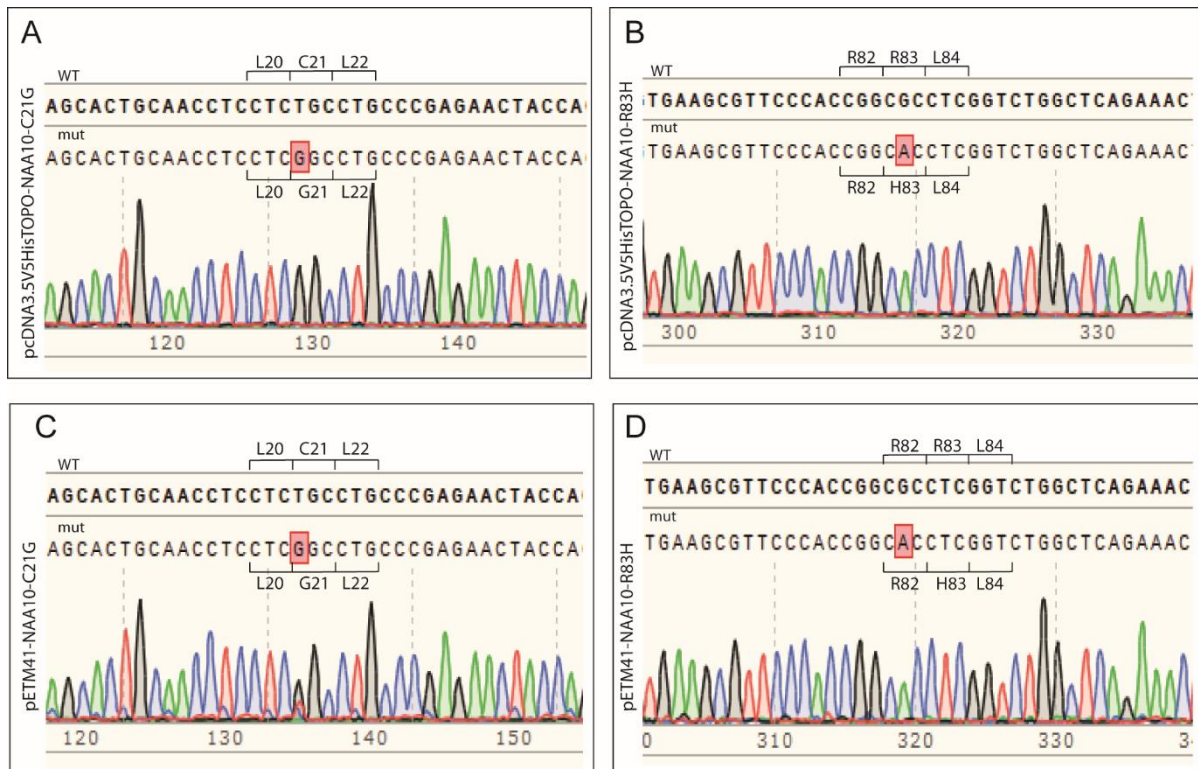 A
pcDNA3.5V5HisTOPO-NAA10-C21G
L20 C21 L22
WT
AGCACTGCAACCTCCTCTGCCTGCCCGAGAACTACCA
mut
AGCACTGCAACCTCCTCGGCCTGCCCGAGAACTACCA
L20 G21 L22
120 130 140
B
pcDNA3.5V5HisTOPO-NAA10-R83H
R82 R83 L84
WT
TGAAGCGTTCCCACCGGCGCCTCGGTCTGGCTCAGAAAC
mut
TGAAGCGTTCCCACCGGCACCTCGGTCTGGCTCAGAAAC
R82 H83 L84
300 310 320 330
C
pETM41-NAA10-C21G
L20 C21 L22
WT
AGCACTGCAACCTCCTCTGCCTGCCCGAGAACTACCA
mut
AGCACTGCAACCTCCTCGGCCTGCCCGAGAACTACCA
L20 G21 L22
120 130 140 150
D
pETM41-NAA10-R83H
R82 R83 L84
WT
TGAAGCGTTCCCACCGGCGCCTCGGTCTGGCTCAGAAAC
mut
TGAAGCGTTCCCACCGGCACCTCGGTCTGGCTCAGAAAC
R82 H83 L84
0 310 320 330